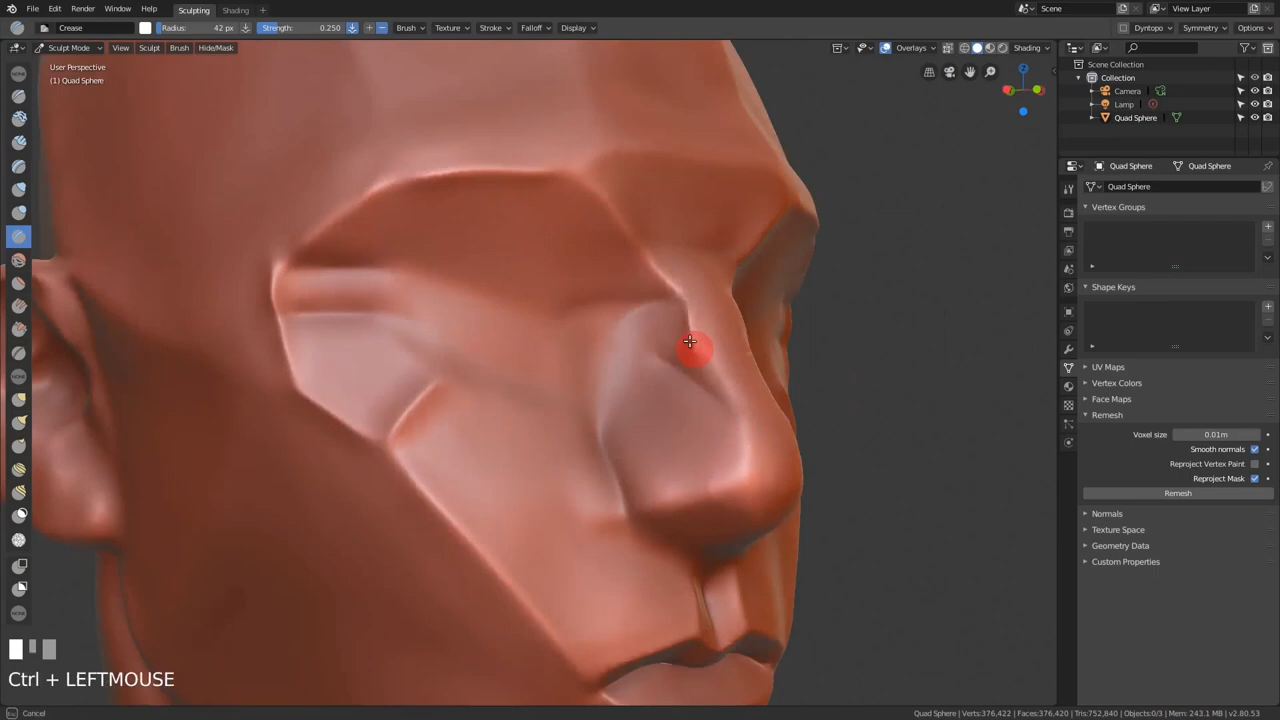 File Edit Render Window Help Sculpting Shading + Scene View Layer
Crease Radius: 42 px Strength: 0.250 Brush Texture Stroke Falloff Display Dyntopo Symmetry Options
Sculpt Mode View Sculpt Brush Hide/Mask Overlays Shading
User Perspective
(1) Quad Sphere
Z
Scene Collection
Collection
Camera
Lamp
Quad Sphere
Quad Sphere Quad Sphere
Quad Sphere
Vertex Groups
Shape Keys
UV Maps
Vertex Colors
Face Maps
Remesh
Voxel size 0.01m
Smooth normals
Reproject Vertex Paint
Reproject Mask
Remesh
Normals
Texture Space
Geometry Data
Custom Properties
Ctrl + LEFTMOUSE
Cancel Quad Sphere | Verts:376,422 | Faces:376,420 | Tris:752,840 | Objects:0/3 | Mem: 243.1 MB | v2.80.53